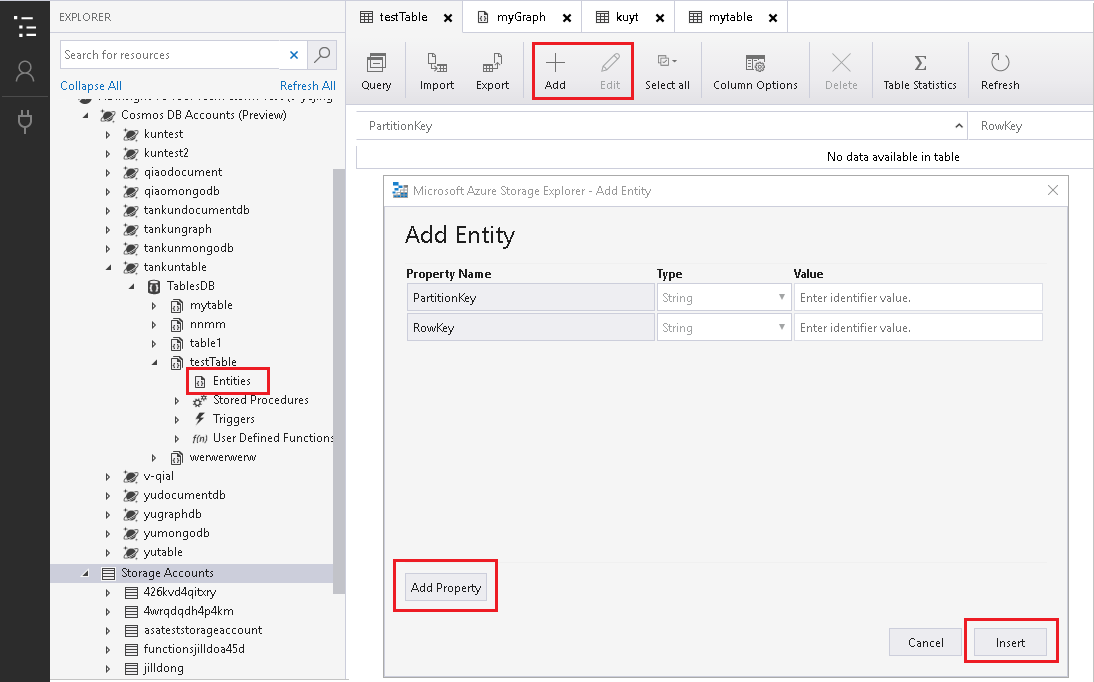 EXPLORER
Search for resources
Collapse All
Refresh All
Cosmos DB Accounts (Preview)
kuntest
kuntest2
qiaodocument
qiaomongodb
tankundocumentdb
tankungraph
tankunmongodb
tankuntable
TablesDB
mytable
nnmm
table1
testTable
Entities
Stored Procedures
Triggers
f(n) User Defined Functions
werwerwerw
v-qial
yudocumentdb
yugraphdb
yumongodb
yutable
Storage Accounts
426kvd4qitxry
4wrqdqdh4p4km
asateststorageaccount
functionsjilldoa45d
jilldong
testTable
myGraph
kuyt
mytable
Query
Import
Export
Add
Edit
Select all
Column Options
Delete
Table Statistics
Refresh
PartitionKey
RowKey
No data available in table
Microsoft Azure Storage Explorer - Add Entity
Add Entity
Property Name Type Value
PartitionKey String Enter identifier value.
RowKey String Enter identifier value.
Add Property
Cancel
Insert